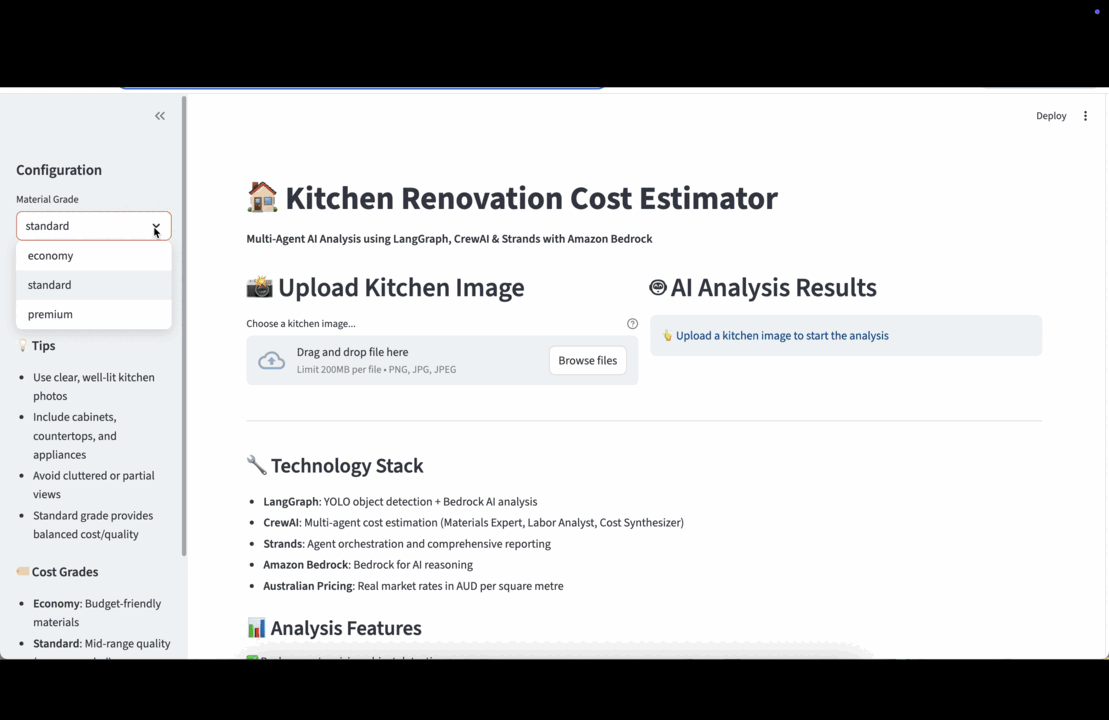 Deploy
Configuration
Material Grade
standard
economy
standard
premium
Tips
Use clear, well-lit kitchen
photos
Include cabinets,
countertops, and
appliances
Avoid cluttered or partial
views
Standard grade provides
balanced cost/quality
Cost Grades
Economy: Budget-friendly
materials
Standard: Mid-range quality
Kitchen Renovation Cost Estimator
Multi-Agent AI Analysis using LangGraph, CrewAI & Strands with Amazon Bedrock
Upload Kitchen Image
Choose a kitchen image...
Drag and drop file here
Limit 200MB per file • PNG, JPG, JPEG
Browse files
AI Analysis Results
Upload a kitchen image to start the analysis
Technology Stack
LangGraph: YOLO object detection + Bedrock AI analysis
CrewAI: Multi-agent cost estimation (Materials Expert, Labor Analyst, Cost Synthesizer)
Strands: Agent orchestration and comprehensive reporting
Amazon Bedrock: Bedrock for AI reasoning
Australian Pricing: Real market rates in AUD per square metre
Analysis Features